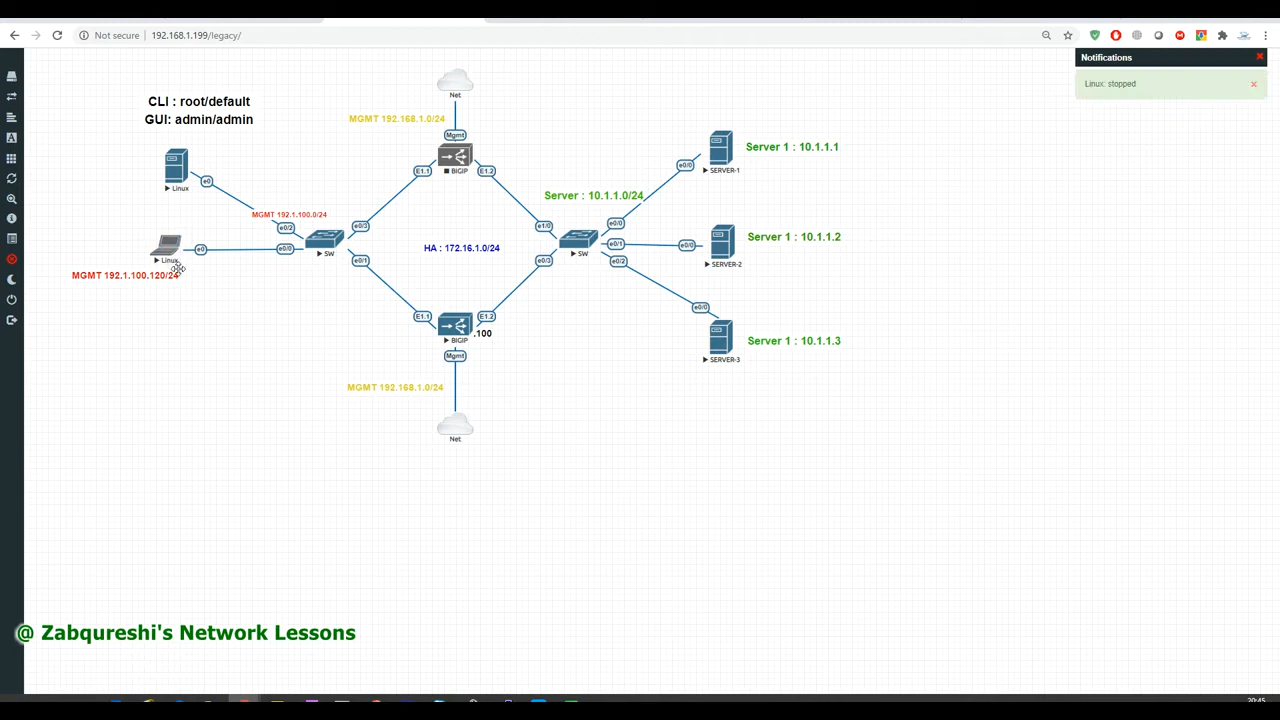 Not secure
192.168.1.199/legacy/
Notifications
Linux: stopped
CLI : root/default
GUI: admin/admin
Net
MGMT 192.168.1.0/24
Mgmt
BIGIP
E1.1
E1.2
Linux
e0
MGMT 192.1.100.0/24
e0/2
e0/3
e0
e0/0
SW
e0/1
Linux
MGMT 192.1.100.120/24
HA : 172.16.1.0/24
Server : 10.1.1.0/24
e1/0
e0/0
e0/1
e0/3
e0/2
SW
e0/0
SERVER-1
Server 1 : 10.1.1.1
e0/0
SERVER-2
Server 1 : 10.1.1.2
e0/0
SERVER-3
Server 1 : 10.1.1.3
E1.1
E1.2
BIGIP
.100
Mgmt
MGMT 192.168.1.0/24
Net
@ Zabqureshi's Network Lessons
20:45